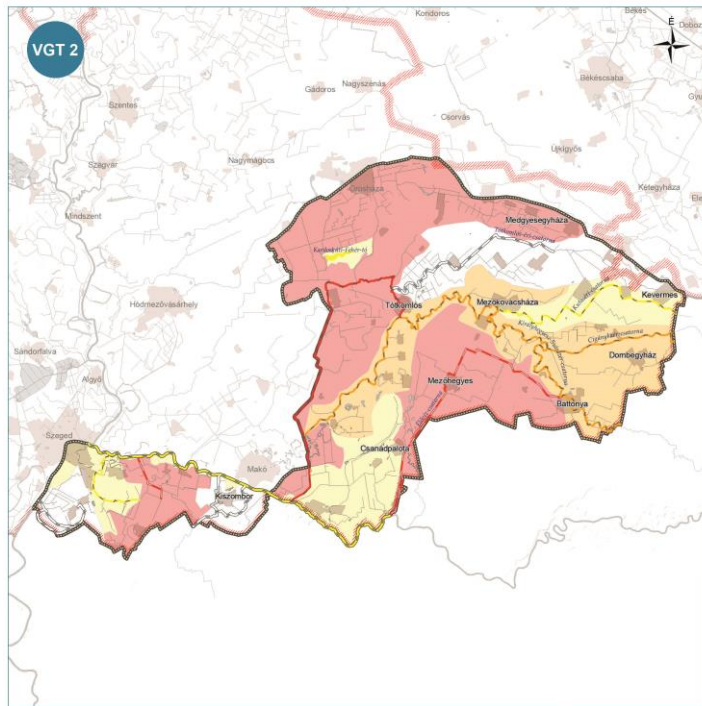 VGT 2
É
Kondoros
Békés
Doboz
Szentes
Gádoros
Nagyszénás
Békéscsaba
Csorvás
Szegvár
Nagymágocs
Újkígyós
Orosháza
Kétegyháza
Mindszent
Medgyesegyháza
Hódmezővásárhely
Tótkomlós
Mezőkovácsháza
Kevermes
Sándorfalva
Dombegyház
Algyő
Mezőhegyes
Battonya
Szeged
Csanádpalota
Makó
Kiszombor